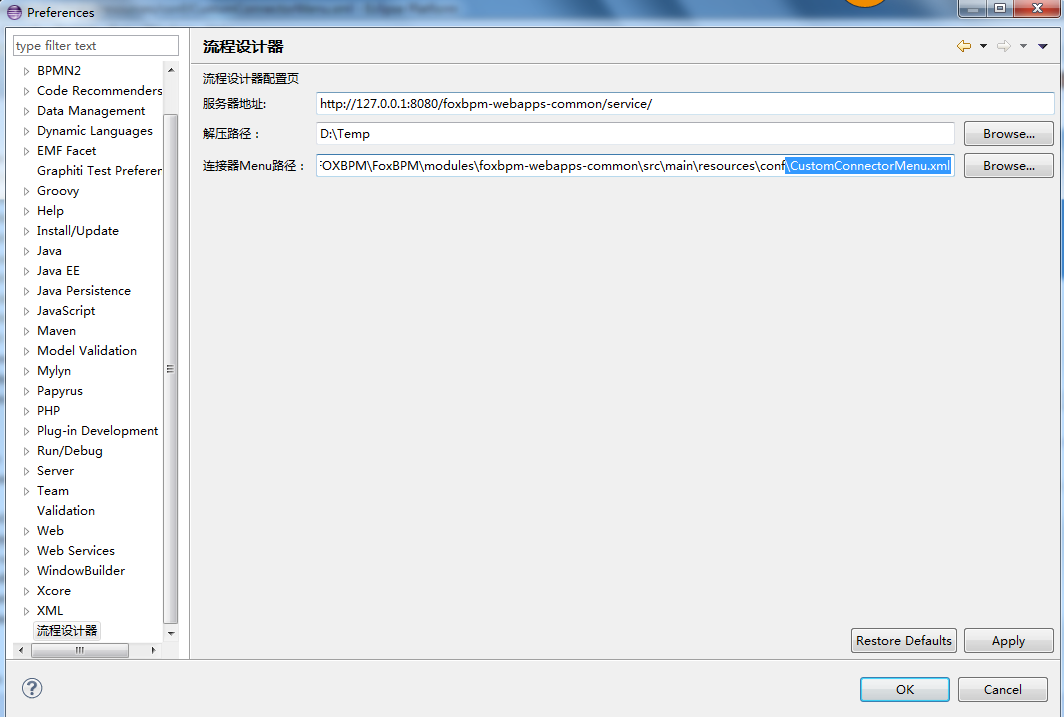 Preferences
type filter text
BPMN2
Code Recommenders
Data Management
Dynamic Languages
EMF Facet
Graphiti Test Preferer
Groovy
Help
Install/Update
Java
Java EE
Java Persistence
JavaScript
Maven
Model Validation
Mylyn
Papyrus
PHP
Plug-in Development
Run/Debug
Server
Team
Validation
Web
Web Services
WindowBuilder
Xcore
XML
流程设计器
流程设计器
流程设计器配置页
服务器地址: http://127.0.0.1:8080/foxbpm-webapps-common/service/
解压路径： D:\Temp Browse...
连接器Menu路径： OXBPM\FoxBPM\modules\foxbpm-webapps-common\src\main\resources\conf\CustomConnectorMenu.xml Browse...
Restore Defaults Apply
OK Cancel